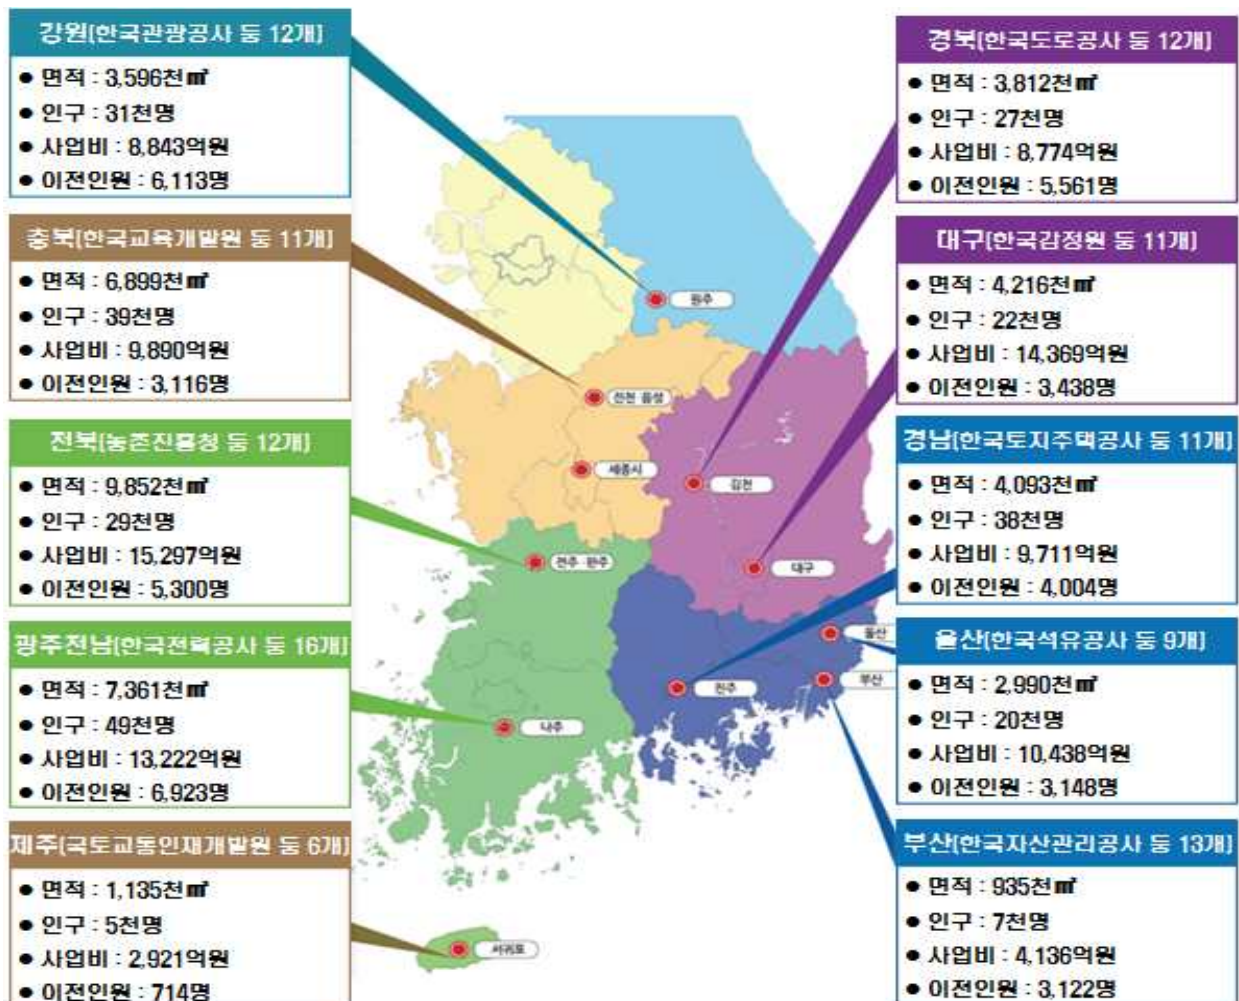 강원[한국관광공사 등 12개]
● 면적 : 3,596천㎡
● 인구 : 31천명
● 사업비 : 8,843억원
● 이전인원 : 6,113명
충북[한국교육개발원 등 11개]
● 면적 : 6,899천㎡
● 인구 : 39천명
● 사업비 : 9,890억원
● 이전인원 : 3,116명
전북[농촌진흥청 등 12개]
● 면적 : 9,852천㎡
● 인구 : 29천명
● 사업비 : 15,297억원
● 이전인원 : 5,300명
광주전남[한국전력공사 등 16개]
● 면적 : 7,361천㎡
● 인구 : 49천명
● 사업비 : 13,222억원
● 이전인원 : 6,923명
제주[국토교통인재개발원 등 6개]
● 면적 : 1,135천㎡
● 인구 : 5천명
● 사업비 : 2,921억원
● 이전인원 : 714명
원주
진천 음성
세종시
김천
전주 완주
대구
울산
부산
진주
나주
서귀포
경북[한국도로공사 등 12개]
● 면적 : 3,812천㎡
● 인구 : 27천명
● 사업비 : 8,774억원
● 이전인원 : 5,561명
대구[한국감정원 등 11개]
● 면적 : 4,216천㎡
● 인구 : 22천명
● 사업비 : 14,369억원
● 이전인원 : 3,438명
경남[한국토지주택공사 등 11개]
● 면적 : 4,093천㎡
● 인구 : 38천명
● 사업비 : 9,711억원
● 이전인원 : 4,004명
울산[한국석유공사 등 9개]
● 면적 : 2,990천㎡
● 인구 : 20천명
● 사업비 : 10,438억원
● 이전인원 : 3,148명
부산[한국자산관리공사 등 13개]
● 면적 : 935천㎡
● 인구 : 7천명
● 사업비 : 4,136억원
● 이전인원 : 3,122명